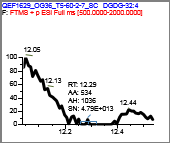 QEF1629_OG36_T5-60-2-7_SC DGDG-32:4
F: FTMS + p ESI Full ms [500.0000-2000.0000]
12.05
100
12.13
80
RT: 12.29
AA: 534
60
AH: 1036
SN: 4.79E+013
40
12.44
20
0
12.2
12.4